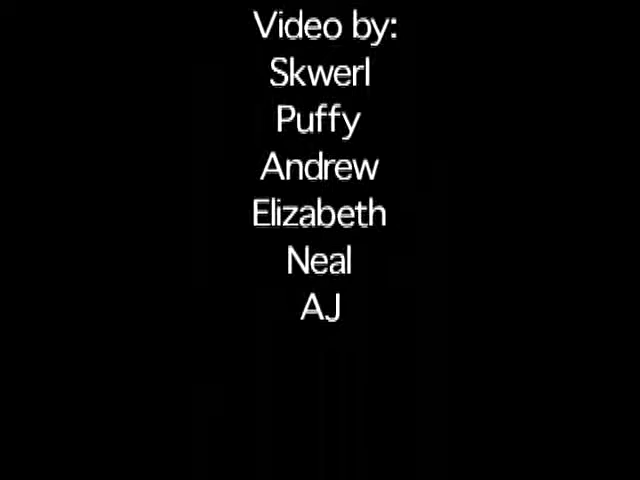 Video by:
Skwerl
Puffy
Andrew
Elizabeth
Neal
AJ